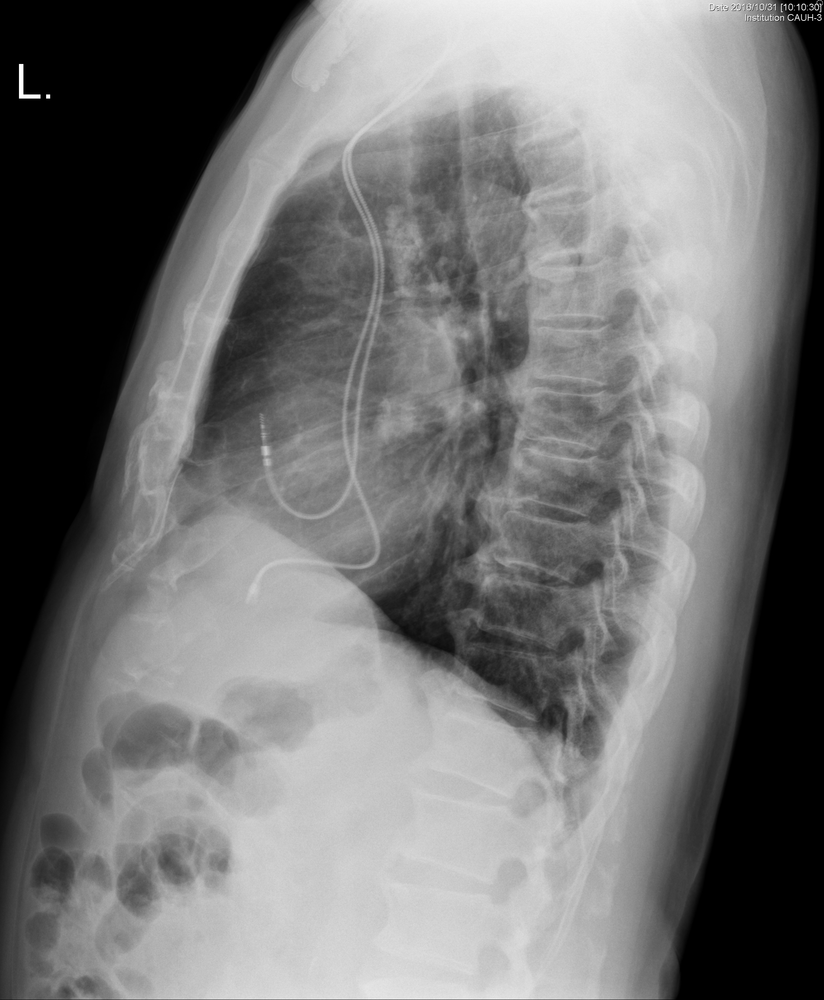 Date 2016/10/31 [10:10:30]
Institution CAUH-3
L.